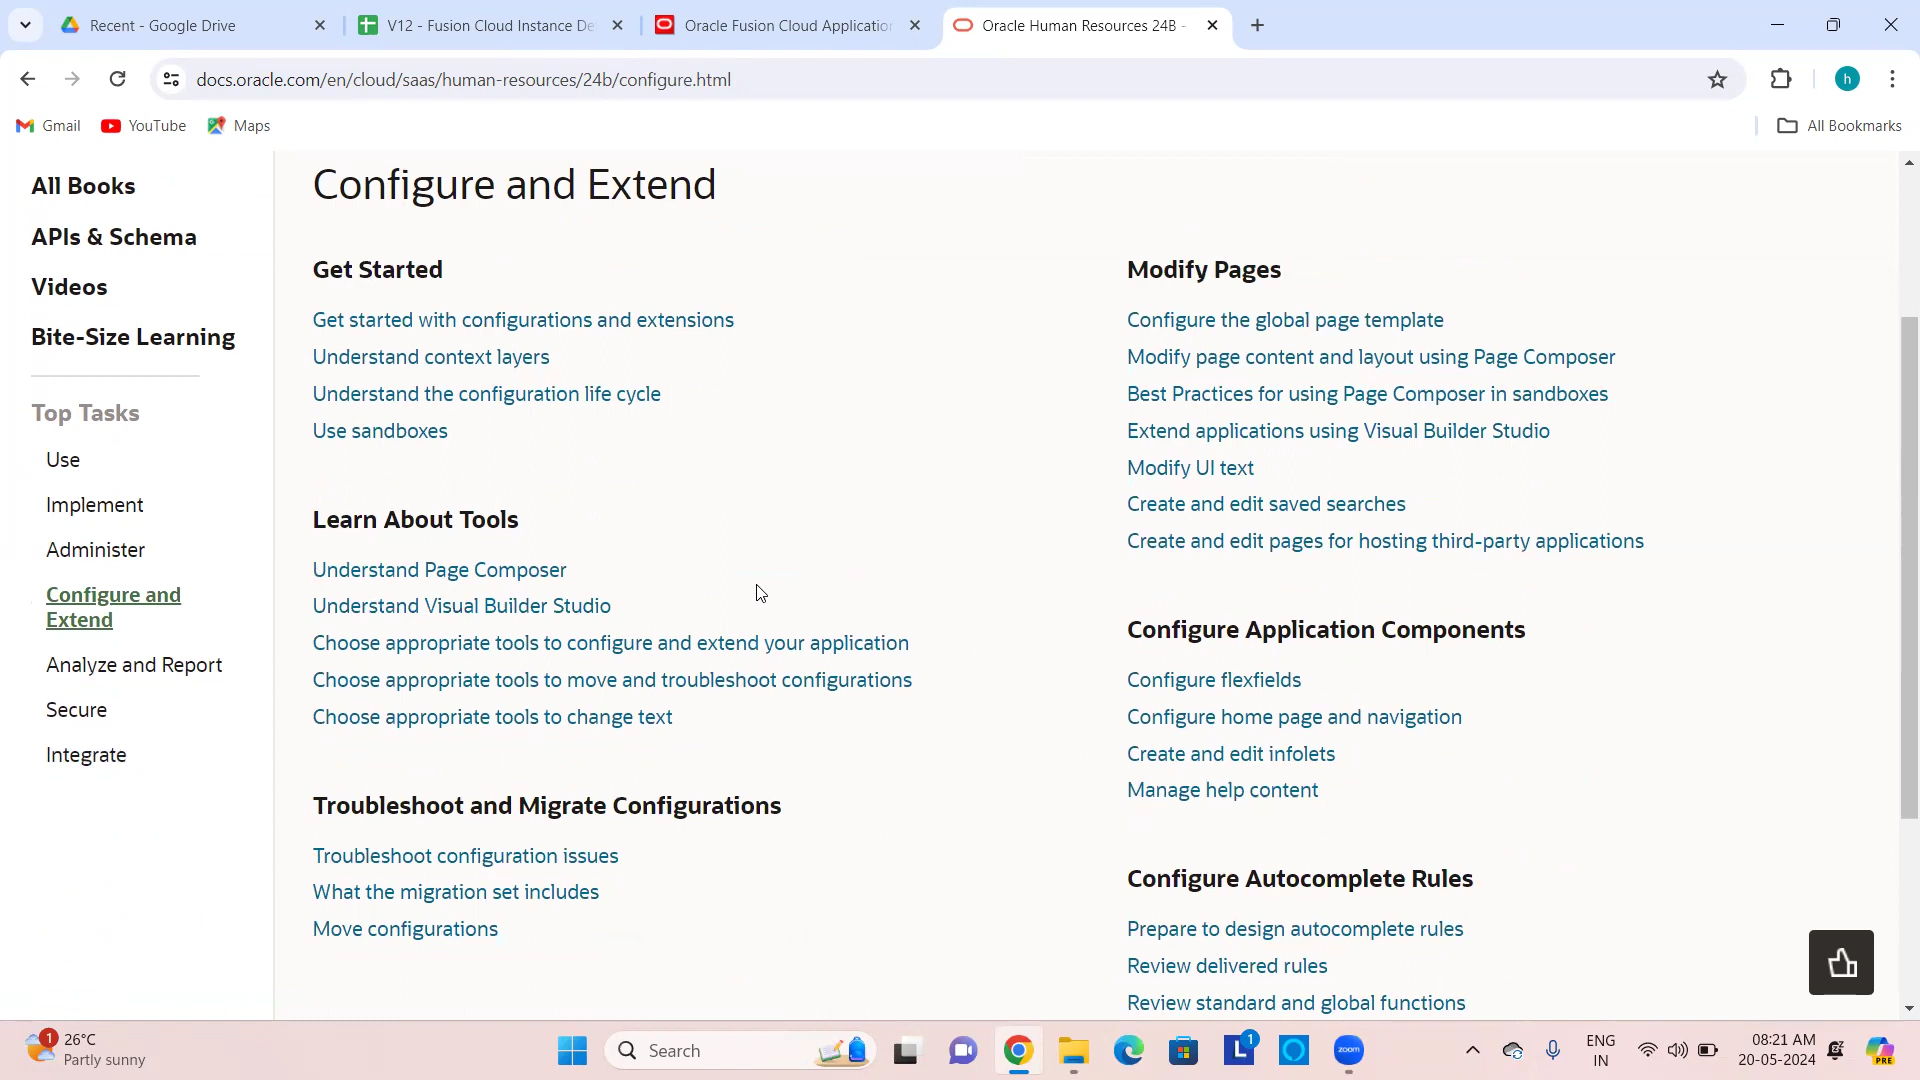 Recent - Google Drive
V12 - Fusion Cloud Instance De
Oracle Fusion Cloud Application
Oracle Human Resources 24B -
docs.oracle.com/en/cloud/saas/human-resources/24b/configure.html
h
Gmail
YouTube
Maps
All Bookmarks
All Books
APIs & Schema
Videos
Bite-Size Learning
Top Tasks
Use
Implement
Administer
Configure and
Extend
Analyze and Report
Secure
Integrate
Configure and Extend
Get Started
Get started with configurations and extensions
Understand context layers
Understand the configuration life cycle
Use sandboxes
Learn About Tools
Understand Page Composer
Understand Visual Builder Studio
Choose appropriate tools to configure and extend your application
Choose appropriate tools to move and troubleshoot configurations
Choose appropriate tools to change text
Troubleshoot and Migrate Configurations
Troubleshoot configuration issues
What the migration set includes
Move configurations
Modify Pages
Configure the global page template
Modify page content and layout using Page Composer
Best Practices for using Page Composer in sandboxes
Extend applications using Visual Builder Studio
Modify UI text
Create and edit saved searches
Create and edit pages for hosting third-party applications
Configure Application Components
Configure flexfields
Configure home page and navigation
Create and edit infolets
Manage help content
Configure Autocomplete Rules
Prepare to design autocomplete rules
Review delivered rules
Review standard and global functions
1
26°C
Partly sunny
Search
L
1
zoom
ENG
IN
08:21 AM
20-05-2024
PRE